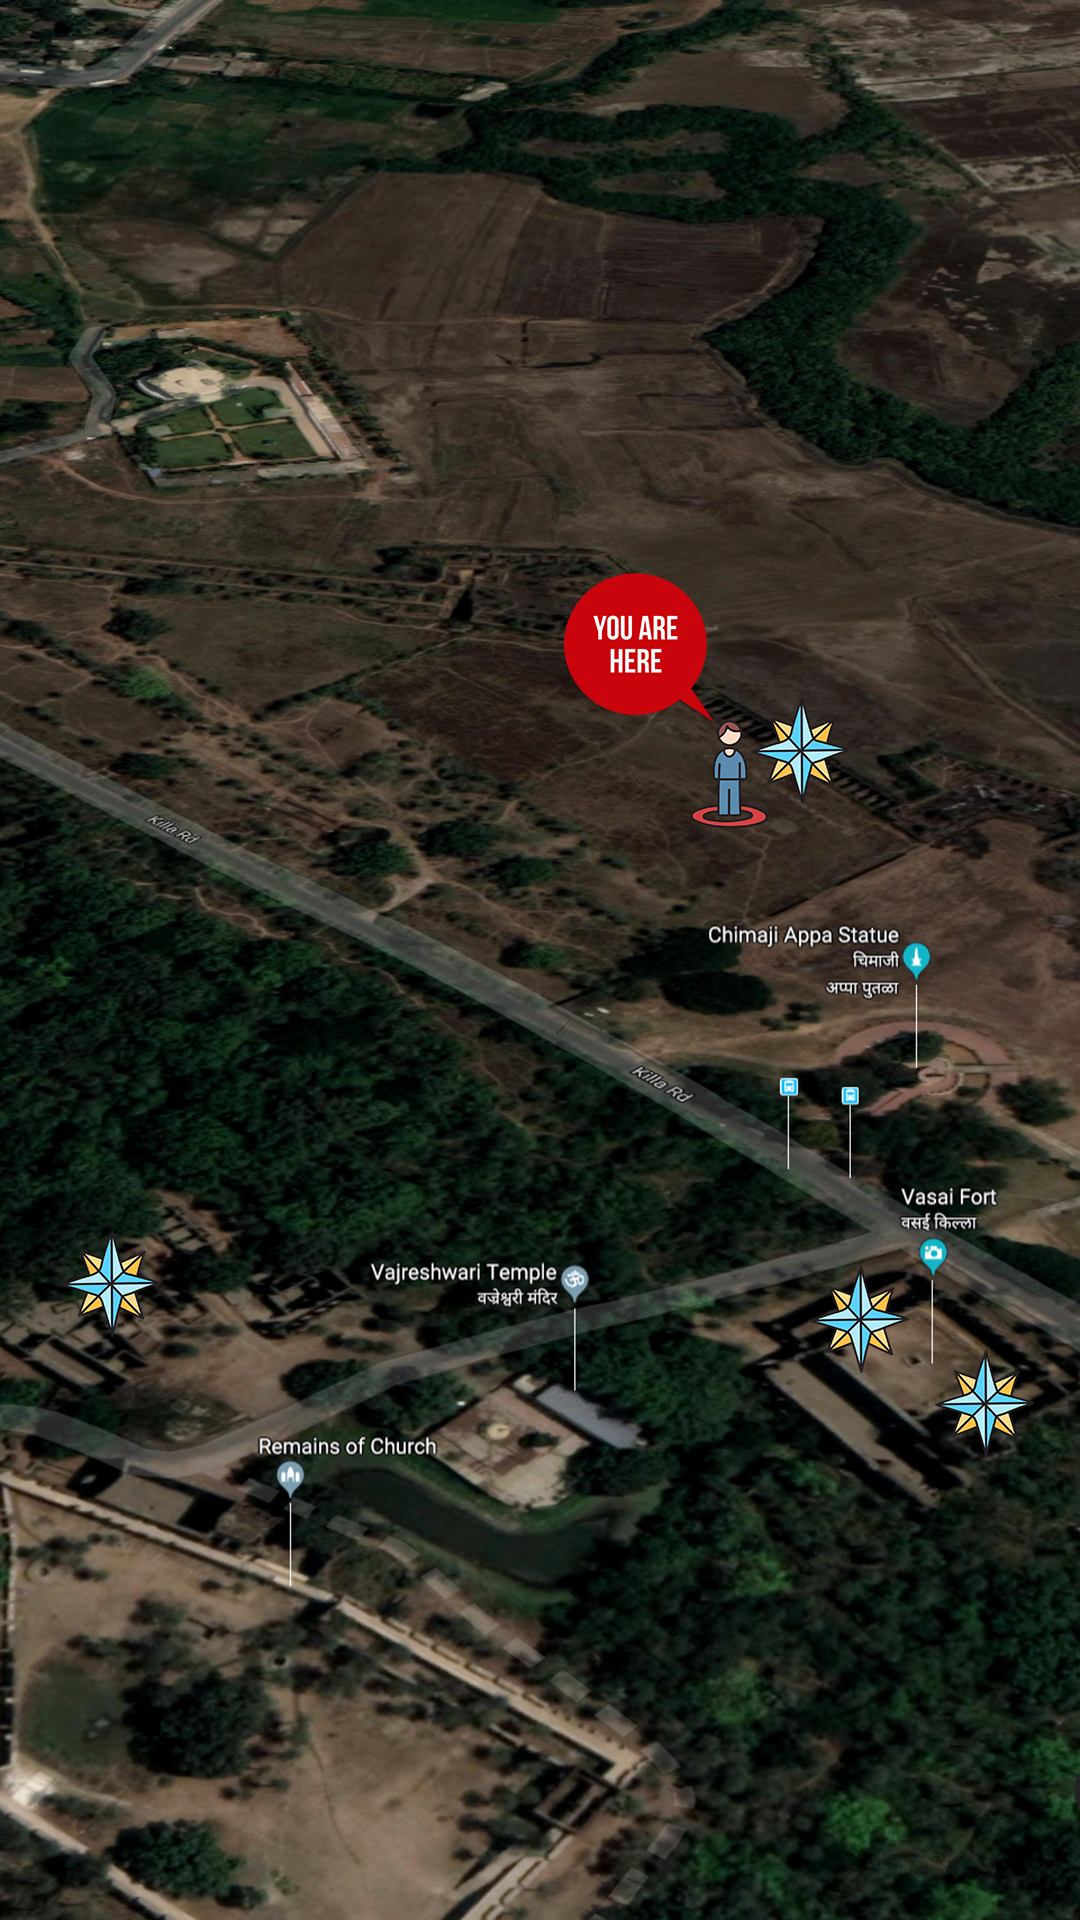 YOU ARE
HERE
Killa Rd
Chimaji Appa Statue
चिमाजी
अप्पा पुतळा
Killa Rd
Vasai Fort
वसई किल्ला
Vajreshwari Temple
वज्रेश्वरी मंदिर
Remains of Church